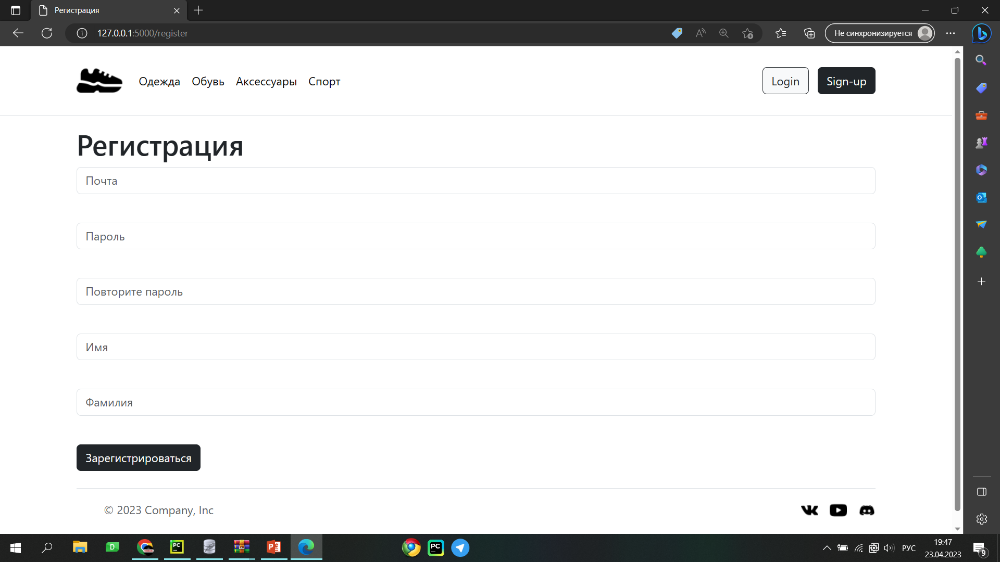 Регистрация
127.0.0.1:5000/register
Не синхронизируется
Одежда Обувь Аксессуары Спорт
Login Sign-up
Регистрация
Почта
Пароль
Повторите пароль
Имя
Фамилия
Зарегистрироваться
© 2023 Company, Inc
РУС
19:47
23.04.2023
9